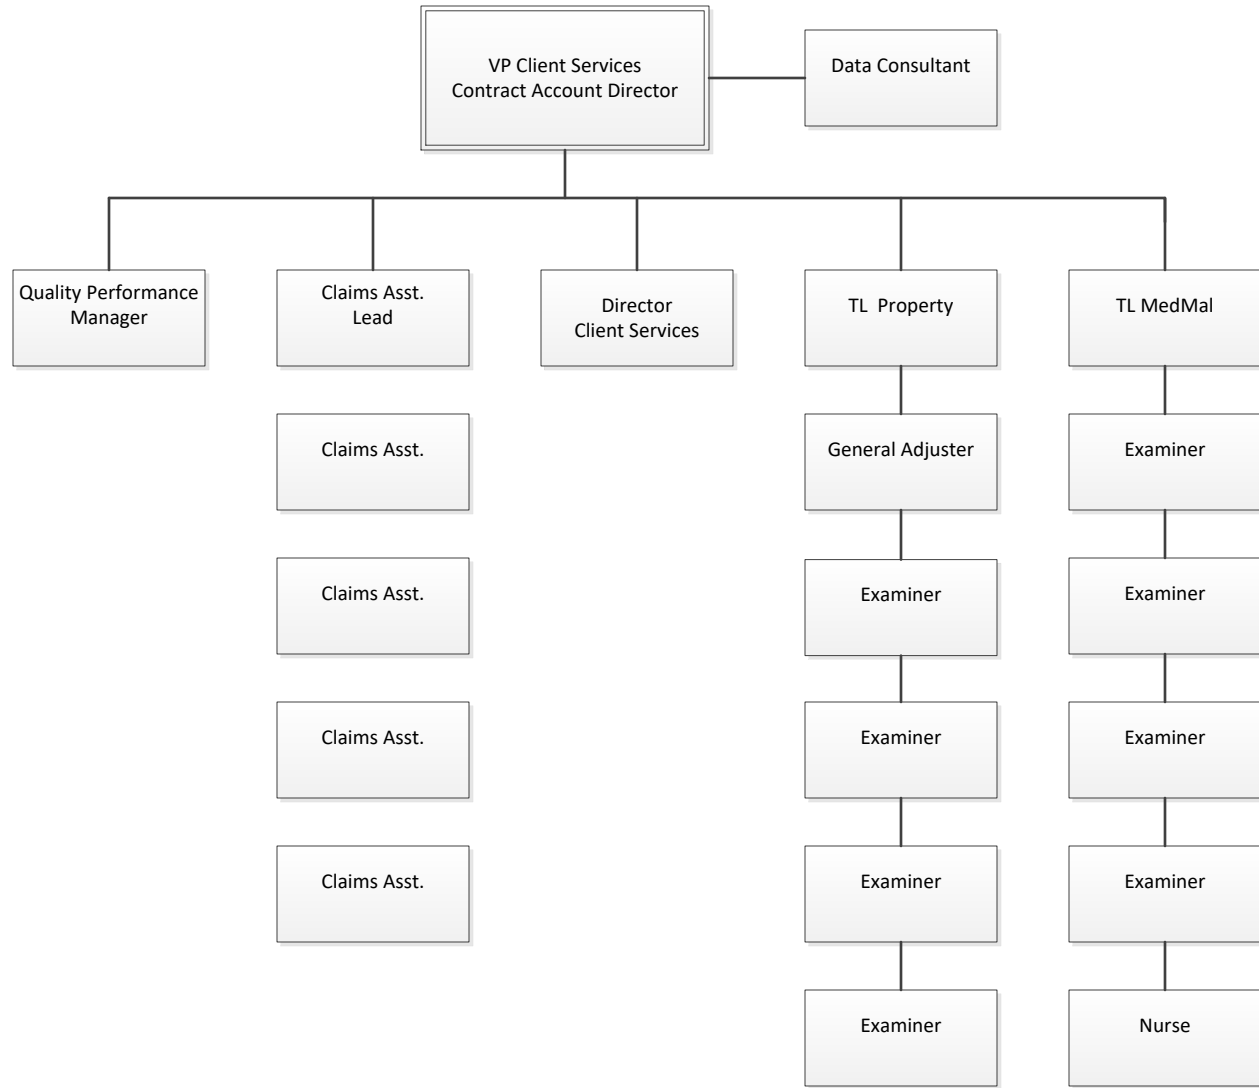 VP Client Services
Contract Account Director
Data Consultant
Quality Performance
Manager
Claims Asst.
Lead
Director
Client Services
TL  Property
TL MedMal
Claims Asst.
General Adjuster
Examiner
Claims Asst.
Examiner
Examiner
Claims Asst.
Examiner
Examiner
Claims Asst.
Examiner
Examiner
Examiner
Nurse